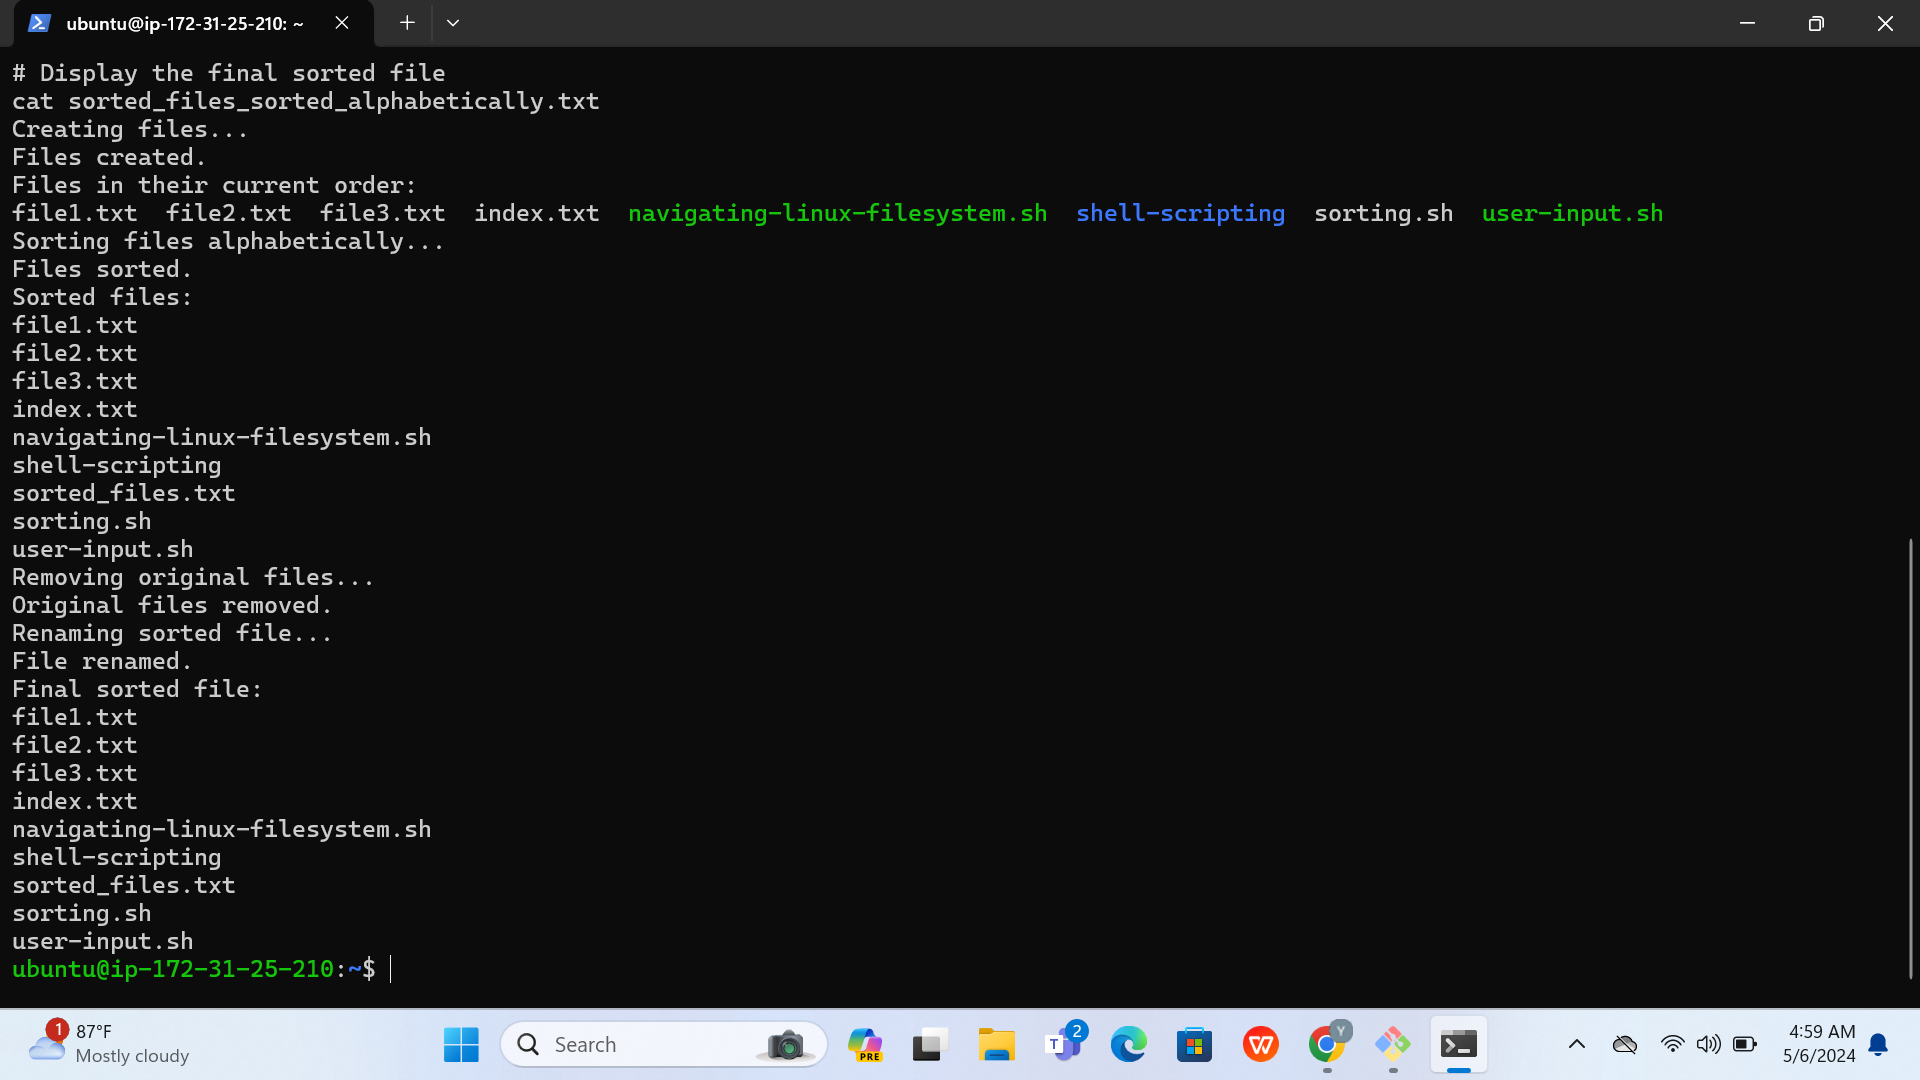 ubuntu@ip-172-31-25-210: ~
# Display the final sorted file
cat sorted_files_sorted_alphabetically.txt
Creating files...
Files created.
Files in their current order:
file1.txt  file2.txt  file3.txt  index.txt  navigating-linux-filesystem.sh  shell-scripting  sorting.sh  user-input.sh
Sorting files alphabetically...
Files sorted.
Sorted files:
file1.txt
file2.txt
file3.txt
index.txt
navigating-linux-filesystem.sh
shell-scripting
sorted_files.txt
sorting.sh
user-input.sh
Removing original files...
Original files removed.
Renaming sorted file...
File renamed.
Final sorted file:
file1.txt
file2.txt
file3.txt
index.txt
navigating-linux-filesystem.sh
shell-scripting
sorted_files.txt
sorting.sh
user-input.sh
ubuntu@ip-172-31-25-210:~$
1
87°F
Mostly cloudy
Search
PRE
T
2
W
Y
4:59 AM
5/6/2024